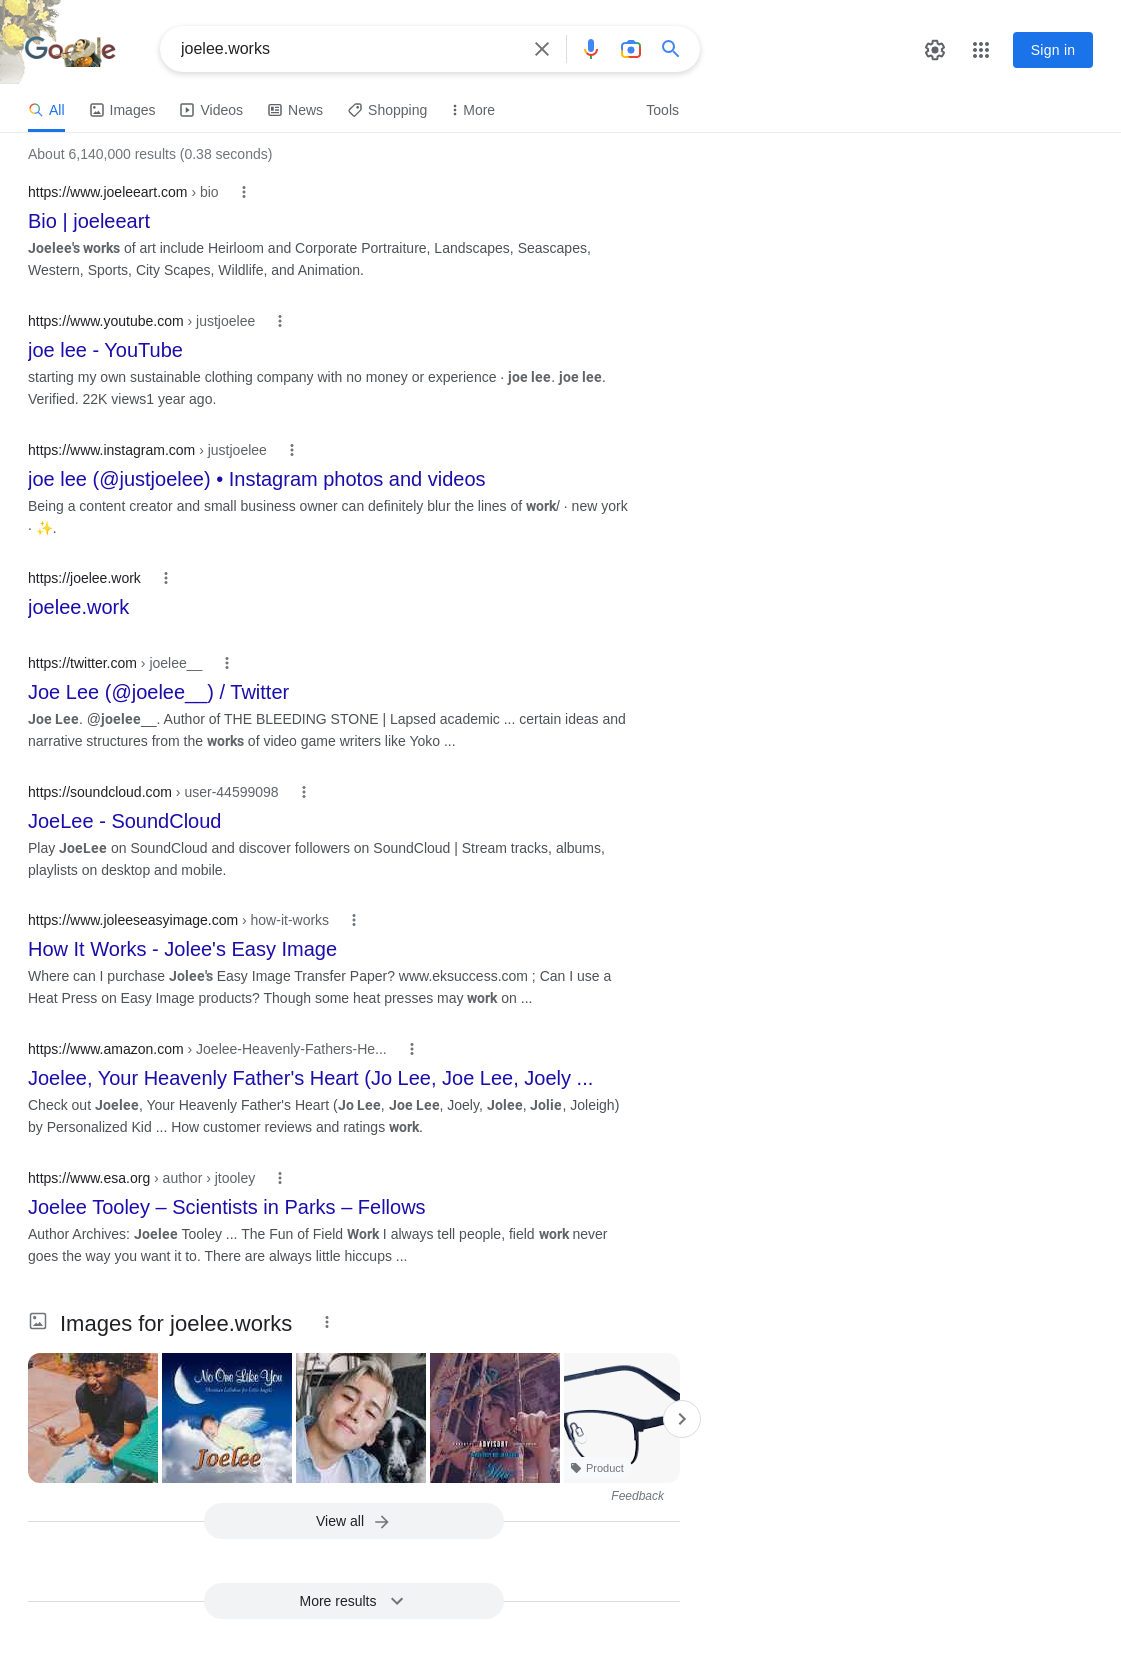 Google
joelee.works
Sign in
All
Images
Videos
News
Shopping
More
Tools
About 6,140,000 results (0.38 seconds)
https://www.joeleeart.com › bio
Bio | joeleeart
Joelee's works of art include Heirloom and Corporate Portraiture, Landscapes, Seascapes,
Western, Sports, City Scapes, Wildlife, and Animation.
https://www.youtube.com › justjoelee
joe lee - YouTube
starting my own sustainable clothing company with no money or experience · joe lee. joe lee.
Verified. 22K views1 year ago.
https://www.instagram.com › justjoelee
joe lee (@justjoelee) • Instagram photos and videos
Being a content creator and small business owner can definitely blur the lines of work/ · new york
· ✨.
https://joelee.work
joelee.work
https://twitter.com › joelee__
Joe Lee (@joelee__) / Twitter
Joe Lee. @joelee__. Author of THE BLEEDING STONE | Lapsed academic ... certain ideas and
narrative structures from the works of video game writers like Yoko ...
https://soundcloud.com › user-44599098
JoeLee - SoundCloud
Play JoeLee on SoundCloud and discover followers on SoundCloud | Stream tracks, albums,
playlists on desktop and mobile.
https://www.joleeseasyimage.com › how-it-works
How It Works - Jolee's Easy Image
Where can I purchase Jolee's Easy Image Transfer Paper? www.eksuccess.com ; Can I use a
Heat Press on Easy Image products? Though some heat presses may work on ...
https://www.amazon.com › Joelee-Heavenly-Fathers-He...
Joelee, Your Heavenly Father's Heart (Jo Lee, Joe Lee, Joely ...
Check out Joelee, Your Heavenly Father's Heart (Jo Lee, Joe Lee, Joely, Jolee, Jolie, Joleigh)
by Personalized Kid ... How customer reviews and ratings work.
https://www.esa.org › author › jtooley
Joelee Tooley – Scientists in Parks – Fellows
Author Archives: Joelee Tooley ... The Fun of Field Work I always tell people, field work never
goes the way you want it to. There are always little hiccups ...
Images for joelee.works
No One Like You
Christian Lullabies for Little Angels
Joelee
ADVISORY
Product
Feedback
View all
More results